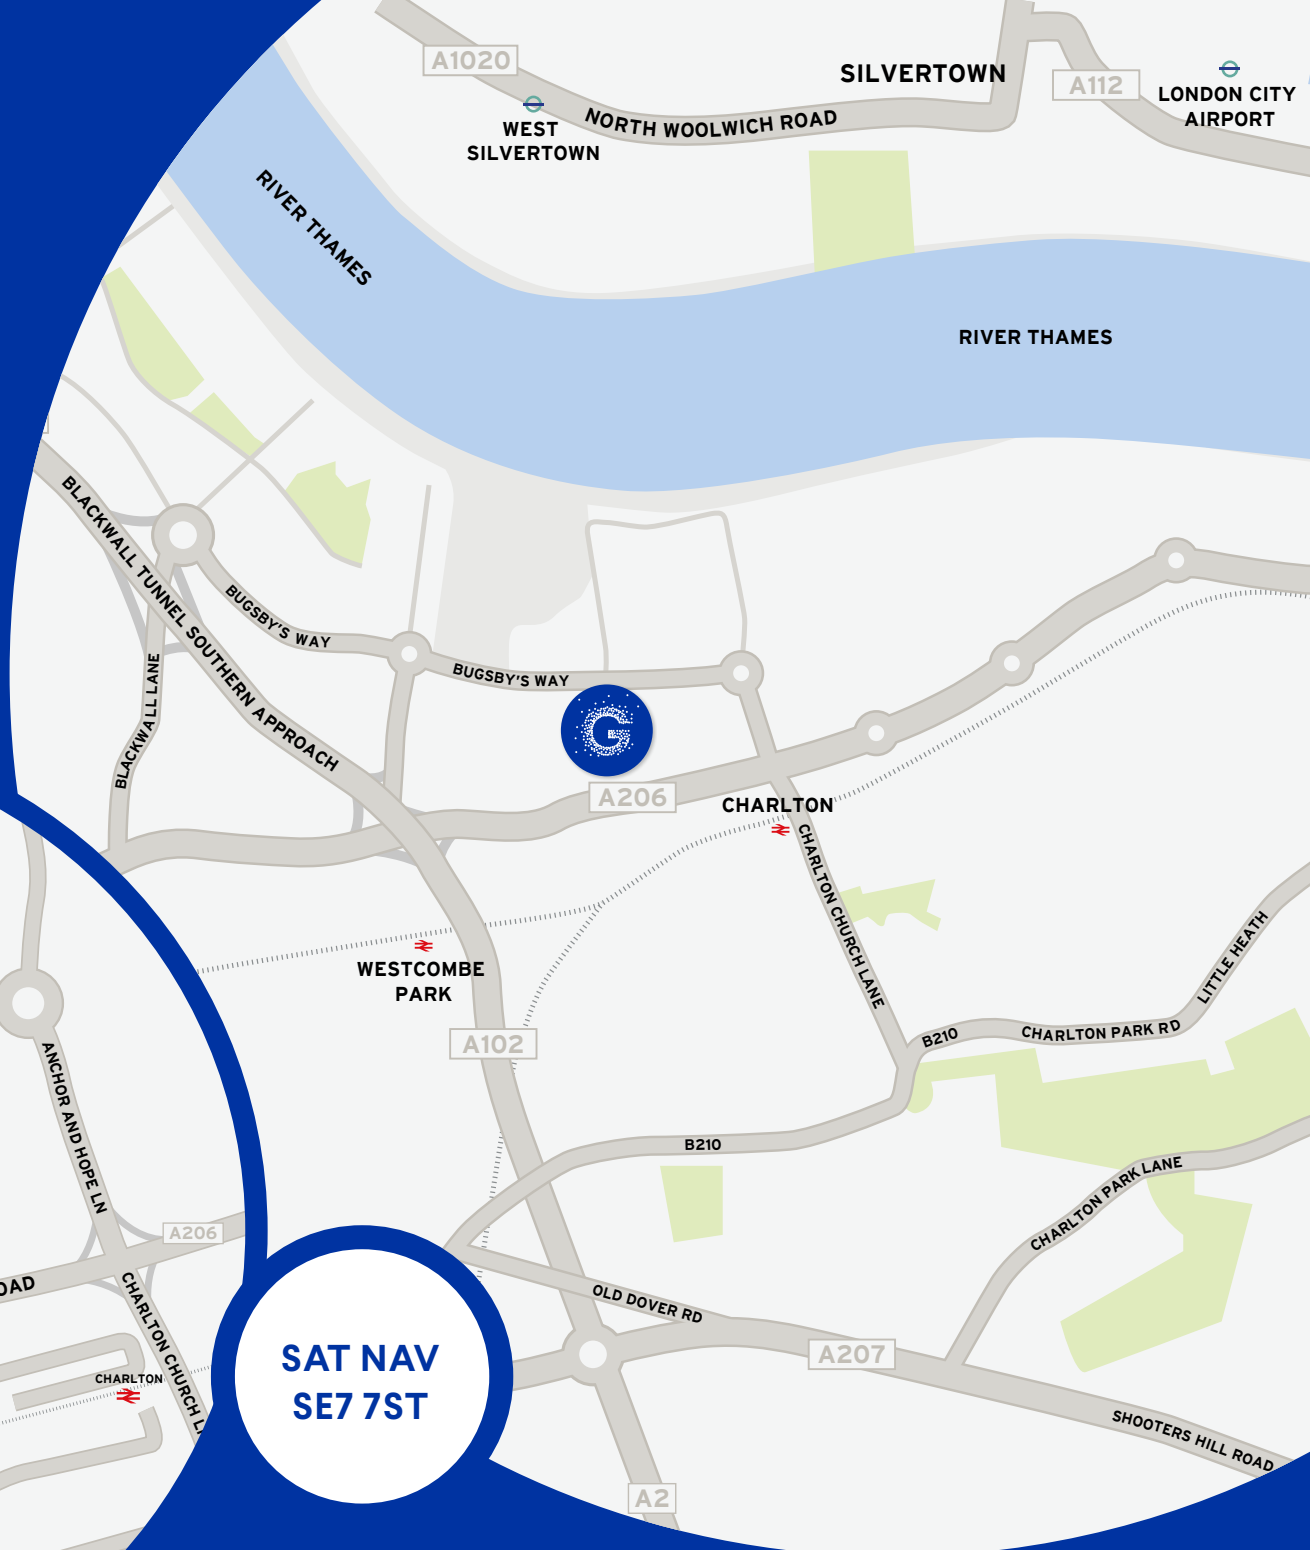 A1020
SILVERTOWN
A112
LONDON CITY
AIRPORT
WEST
SILVERTOWN
NORTH WOOLWICH ROAD
RIVER THAMES
RIVER THAMES
BLACKWALL TUNNEL SOUTHERN APPROACH
BUGSBY'S WAY
BUGSBY'S WAY
BLACKWALL LANE
G
A206
CHARLTON
CHARLTON CHURCH LANE
WESTCOMBE
PARK
A102
LITTLE HEATH
B210
CHARLTON PARK RD
B210
CHARLTON PARK LANE
ANCHOR AND HOPE LN
A206
OAD
CHARLTON CHURCH L
CHARLTON
OLD DOVER RD
A207
SHOOTERS HILL ROAD
A2
SAT NAV
SE7 7ST